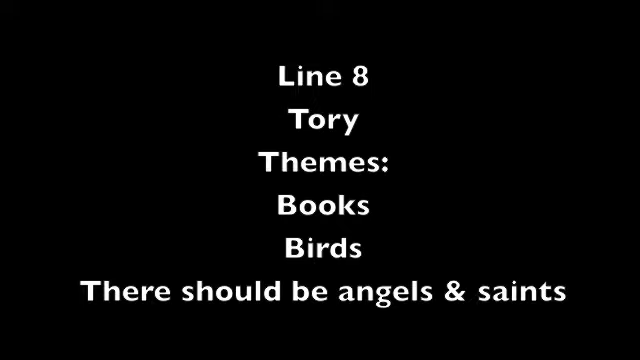 Line 8
Tory
Themes:
Books
Birds
There should be angels & saints